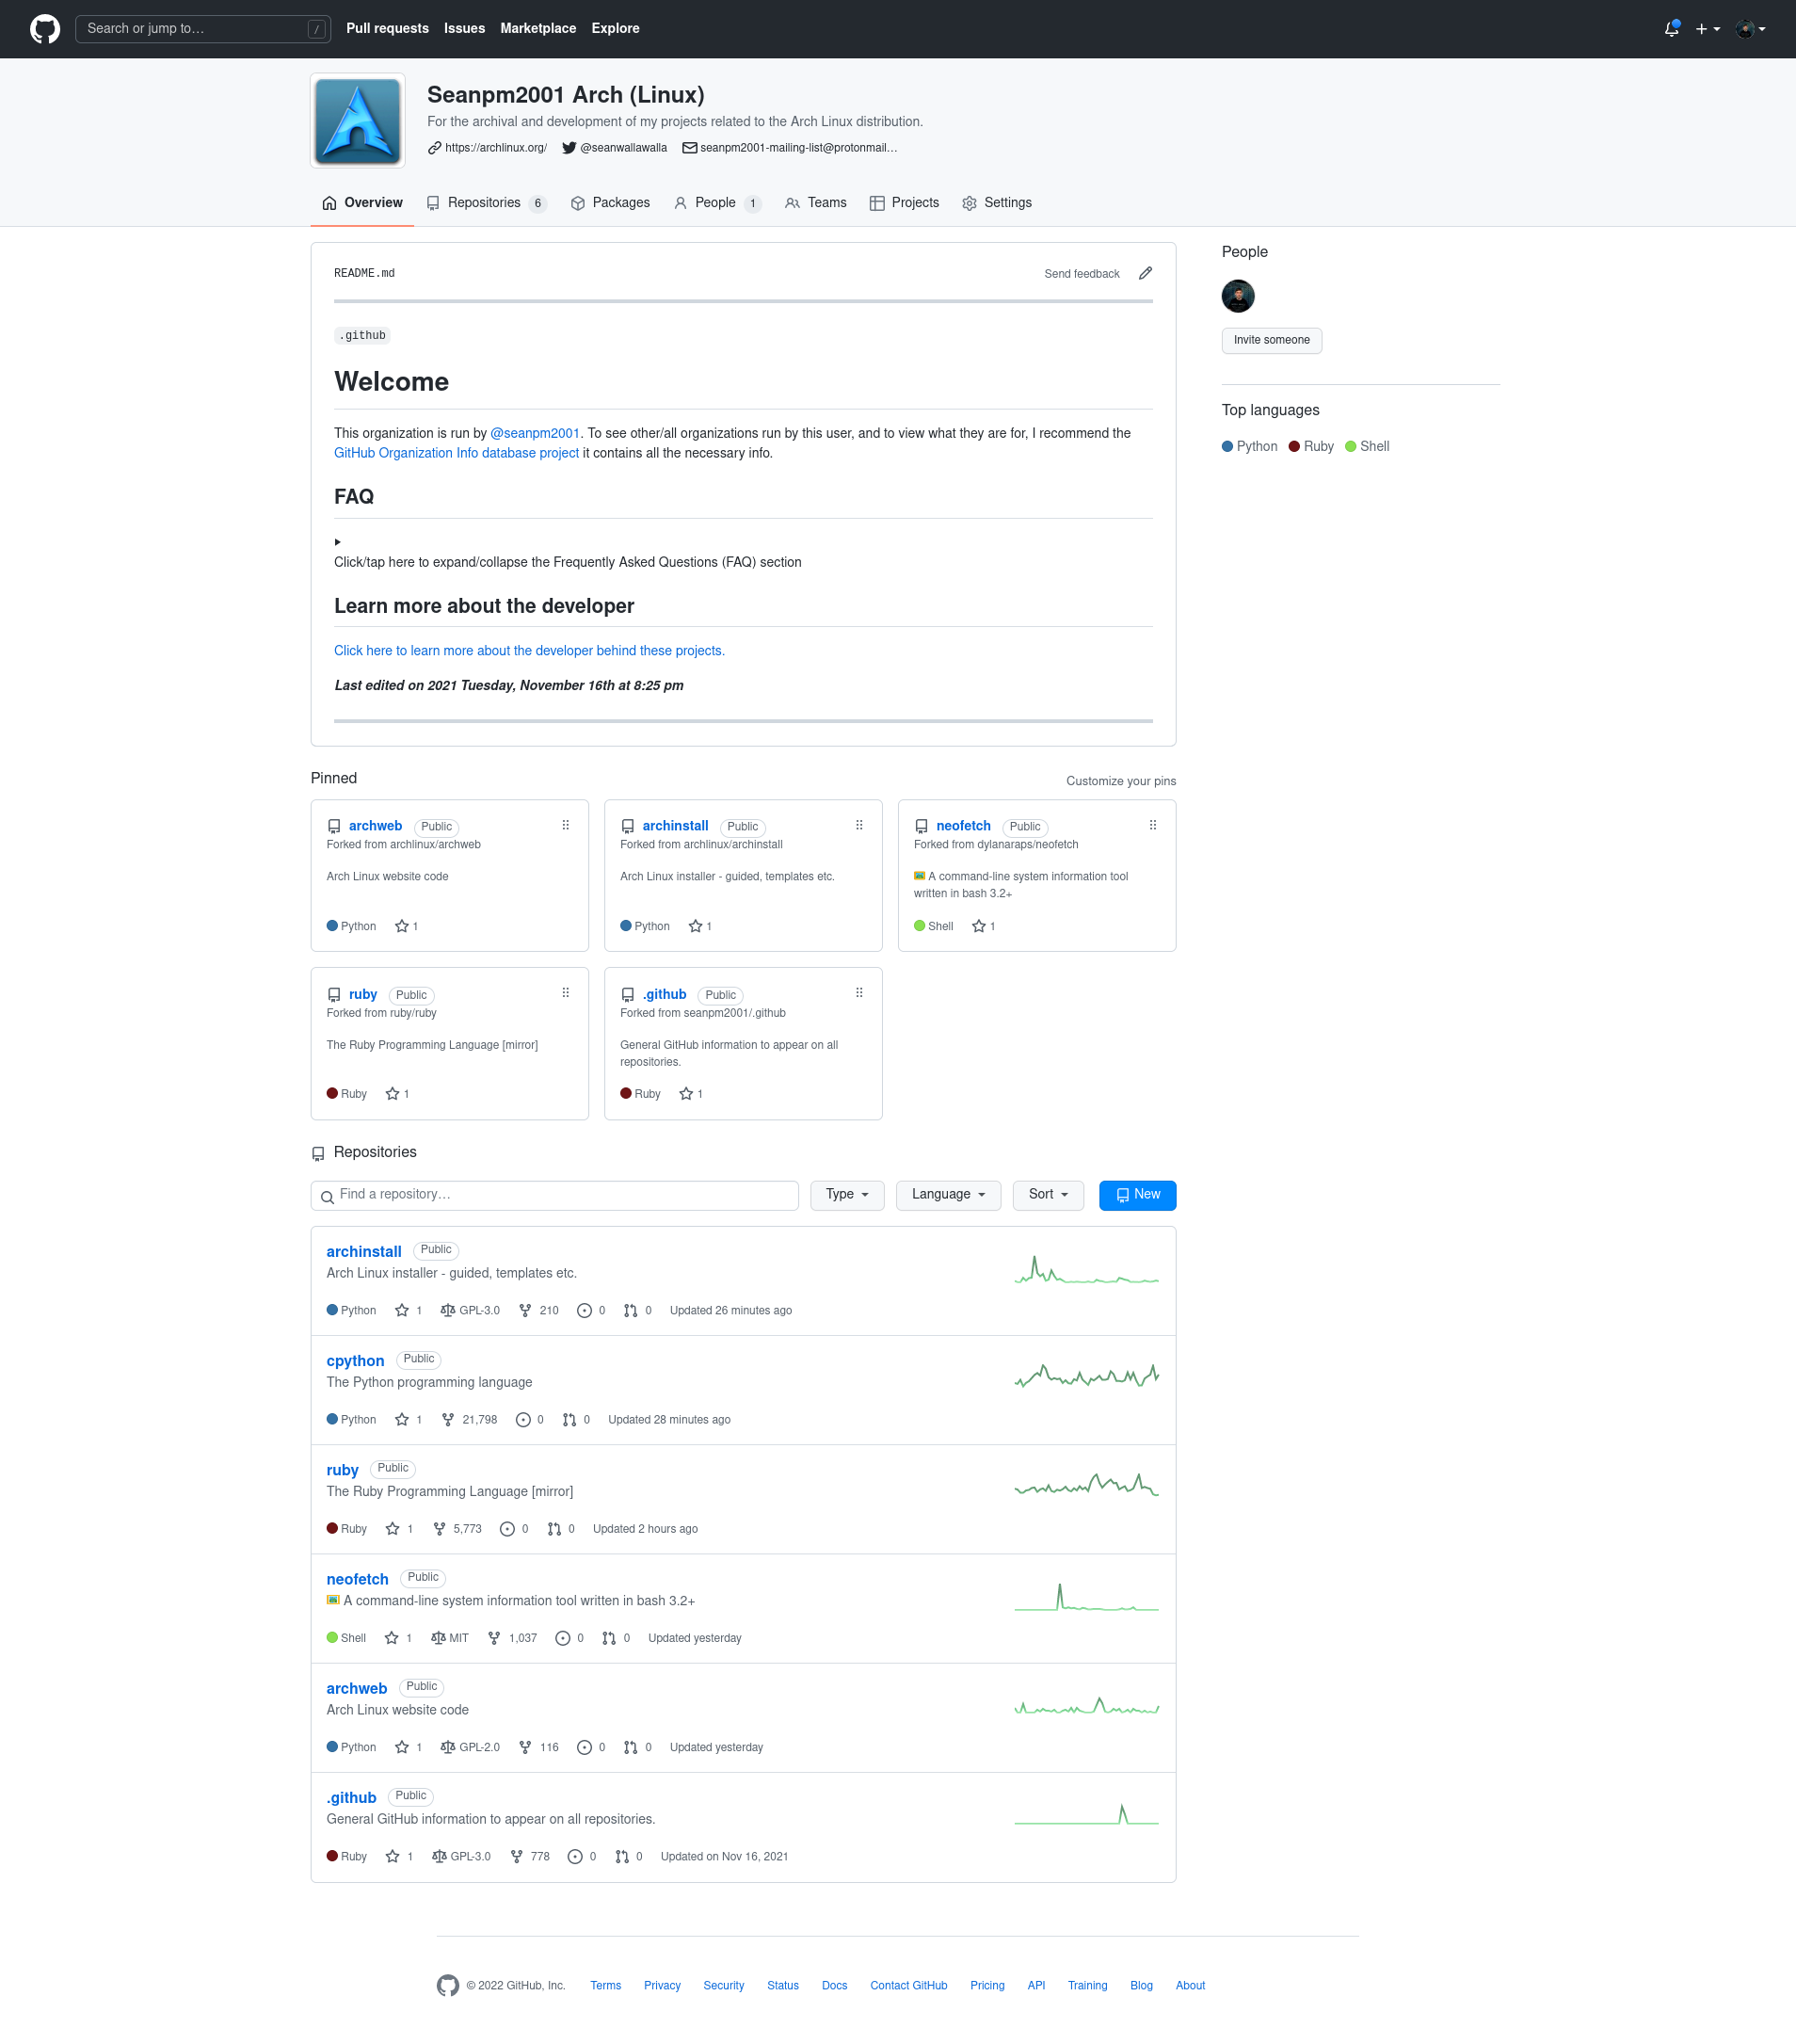 Search or jump to… /
Pull requests Issues Marketplace Explore
Seanpm2001 Arch (Linux)
For the archival and development of my projects related to the Arch Linux distribution.
https://archlinux.org/ @seanwallawalla seanpm2001-mailing-list@protonmail…
Overview Repositories 6 Packages People 1 Teams Projects Settings
README.md Send feedback
.github
Welcome
This organization is run by @seanpm2001. To see other/all organizations run by this user, and to view what they are for, I recommend the
GitHub Organization Info database project it contains all the necessary info.
FAQ
Click/tap here to expand/collapse the Frequently Asked Questions (FAQ) section
Learn more about the developer
Click here to learn more about the developer behind these projects.
Last edited on 2021 Tuesday, November 16th at 8:25 pm
People
Invite someone
Top languages
Python Ruby Shell
Pinned Customize your pins
archweb Public
Forked from archlinux/archweb
Arch Linux website code
Python 1
archinstall Public
Forked from archlinux/archinstall
Arch Linux installer - guided, templates etc.
Python 1
neofetch Public
Forked from dylanaraps/neofetch
A command-line system information tool
written in bash 3.2+
Shell 1
ruby Public
Forked from ruby/ruby
The Ruby Programming Language [mirror]
Ruby 1
.github Public
Forked from seanpm2001/.github
General GitHub information to appear on all
repositories.
Ruby 1
Repositories
Find a repository… Type Language Sort New
archinstall Public
Arch Linux installer - guided, templates etc.
Python 1 GPL-3.0 210 0 0 Updated 26 minutes ago
cpython Public
The Python programming language
Python 1 21,798 0 0 Updated 28 minutes ago
ruby Public
The Ruby Programming Language [mirror]
Ruby 1 5,773 0 0 Updated 2 hours ago
neofetch Public
A command-line system information tool written in bash 3.2+
Shell 1 MIT 1,037 0 0 Updated yesterday
archweb Public
Arch Linux website code
Python 1 GPL-2.0 116 0 0 Updated yesterday
.github Public
General GitHub information to appear on all repositories.
Ruby 1 GPL-3.0 778 0 0 Updated on Nov 16, 2021
© 2022 GitHub, Inc. Terms Privacy Security Status Docs Contact GitHub Pricing API Training Blog About